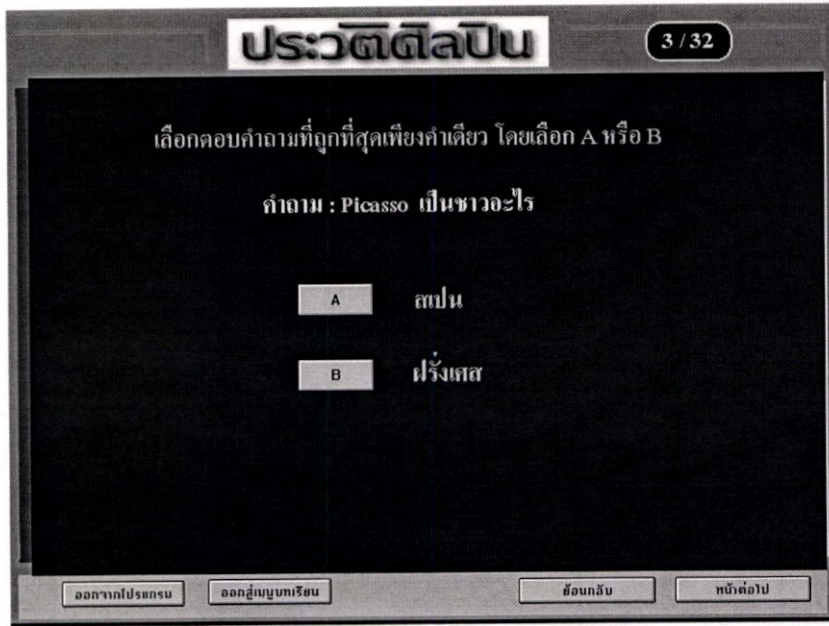 ประวัติศิลปิน
3 / 32
เลือกตอบคำถามที่ถูกที่สุดเพียงคำเดียว โดยเลือก A หรือ B
คำถาม : Picasso เป็นชาวอะไร
A สเปน
B ฝรั่งเศส
ออกจากโปรแกรม ออกสู่เมนูบทเรียน ย้อนกลับ หน้าต่อไป